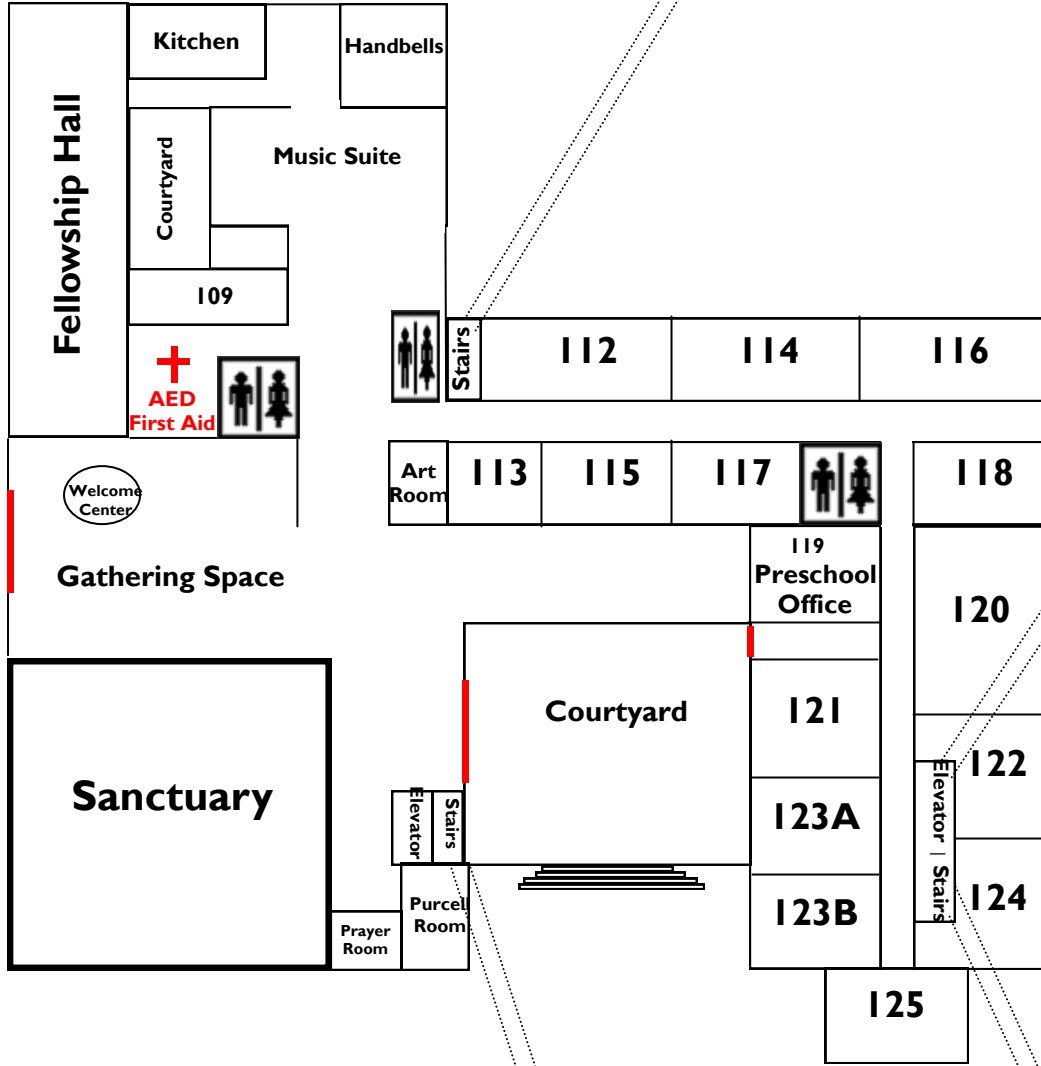 Kitchen
Handbells
Fellowship Hall
Courtyard
Music Suite
109
AED
First Aid
Stairs
112
114
116
Art
Room
113
115
117
118
Welcome
Center
Gathering Space
119
Preschool
Office
120
Courtyard
121
122
Sanctuary
Elevator
Stairs
123A
Elevator | Stairs
124
Purcell
Room
123B
Prayer
Room
125